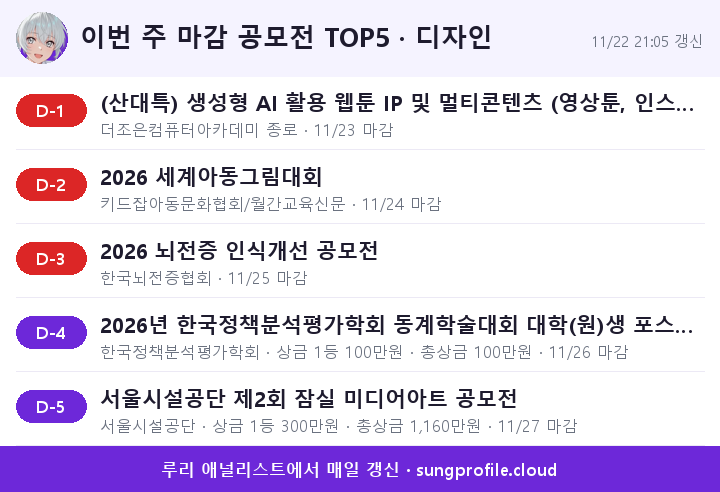 이번 주 마감 공모전 TOP5 · 디자인
11/22 21:05 갱신
D-1
(산대특) 생성형 AI 활용 웹툰 IP 및 멀티콘텐츠 (영상툰, 인스...
더조은컴퓨터아카데미 종로 · 11/23 마감
D-2
2026 세계아동그림대회
키드잡아동문화협회/월간교육신문 · 11/24 마감
D-3
2026 뇌전증 인식개선 공모전
한국뇌전증협회 · 11/25 마감
D-4
2026년 한국정책분석평가학회 동계학술대회 대학(원)생 포스...
한국정책분석평가학회 · 상금 1등 100만원 · 총상금 100만원 · 11/26 마감
D-5
서울시설공단 제2회 잠실 미디어아트 공모전
서울시설공단 · 상금 1등 300만원 · 총상금 1,160만원 · 11/27 마감
루리 애널리스트에서 매일 갱신 · sungprofile.cloud